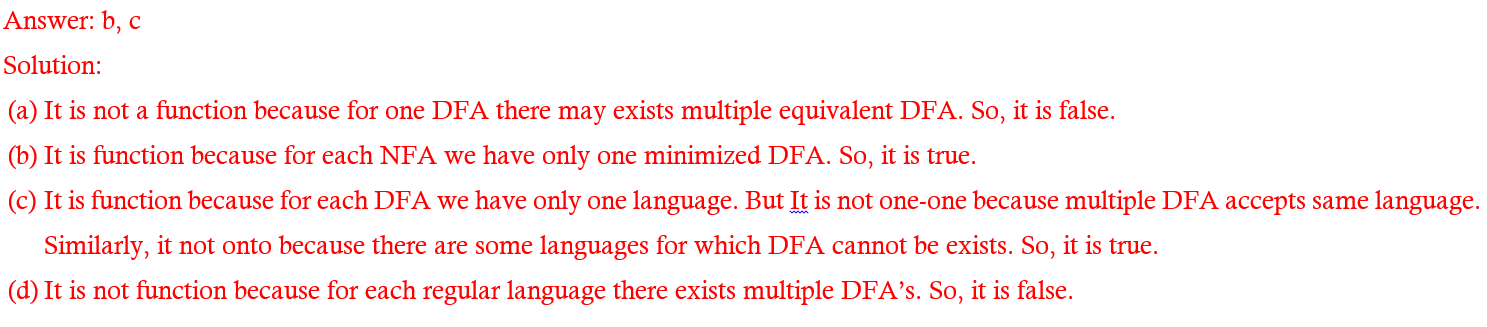 Answer: b, c
Solution:
(a) It is not a function because for one DFA there may exists multiple equivalent DFA. So, it is false.
(b) It is function because for each NFA we have only one minimized DFA. So, it is true.
(c) It is function because for each DFA we have only one language. But It is not one-one because multiple DFA accepts same language.
Similarly, it not onto because there are some languages for which DFA cannot be exists. So, it is true.
(d) It is not function because for each regular language there exists multiple DFA’s. So, it is false.